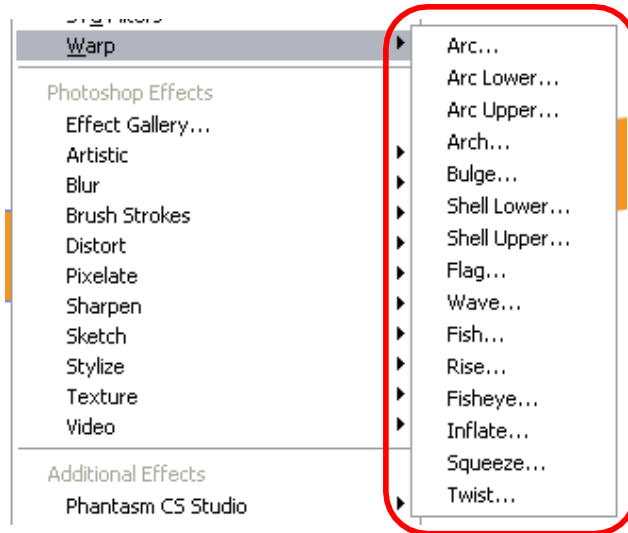 Warp
Photoshop Effects
Effect Gallery...
Artistic
Blur
Brush Strokes
Distort
Pixelate
Sharpen
Sketch
Stylize
Texture
Video
Additional Effects
Phantasm CS Studio
Arc...
Arc Lower...
Arc Upper...
Arch...
Bulge...
Shell Lower...
Shell Upper...
Flag...
Wave...
Fish...
Rise...
Fisheye...
Inflate...
Squeeze...
Twist...